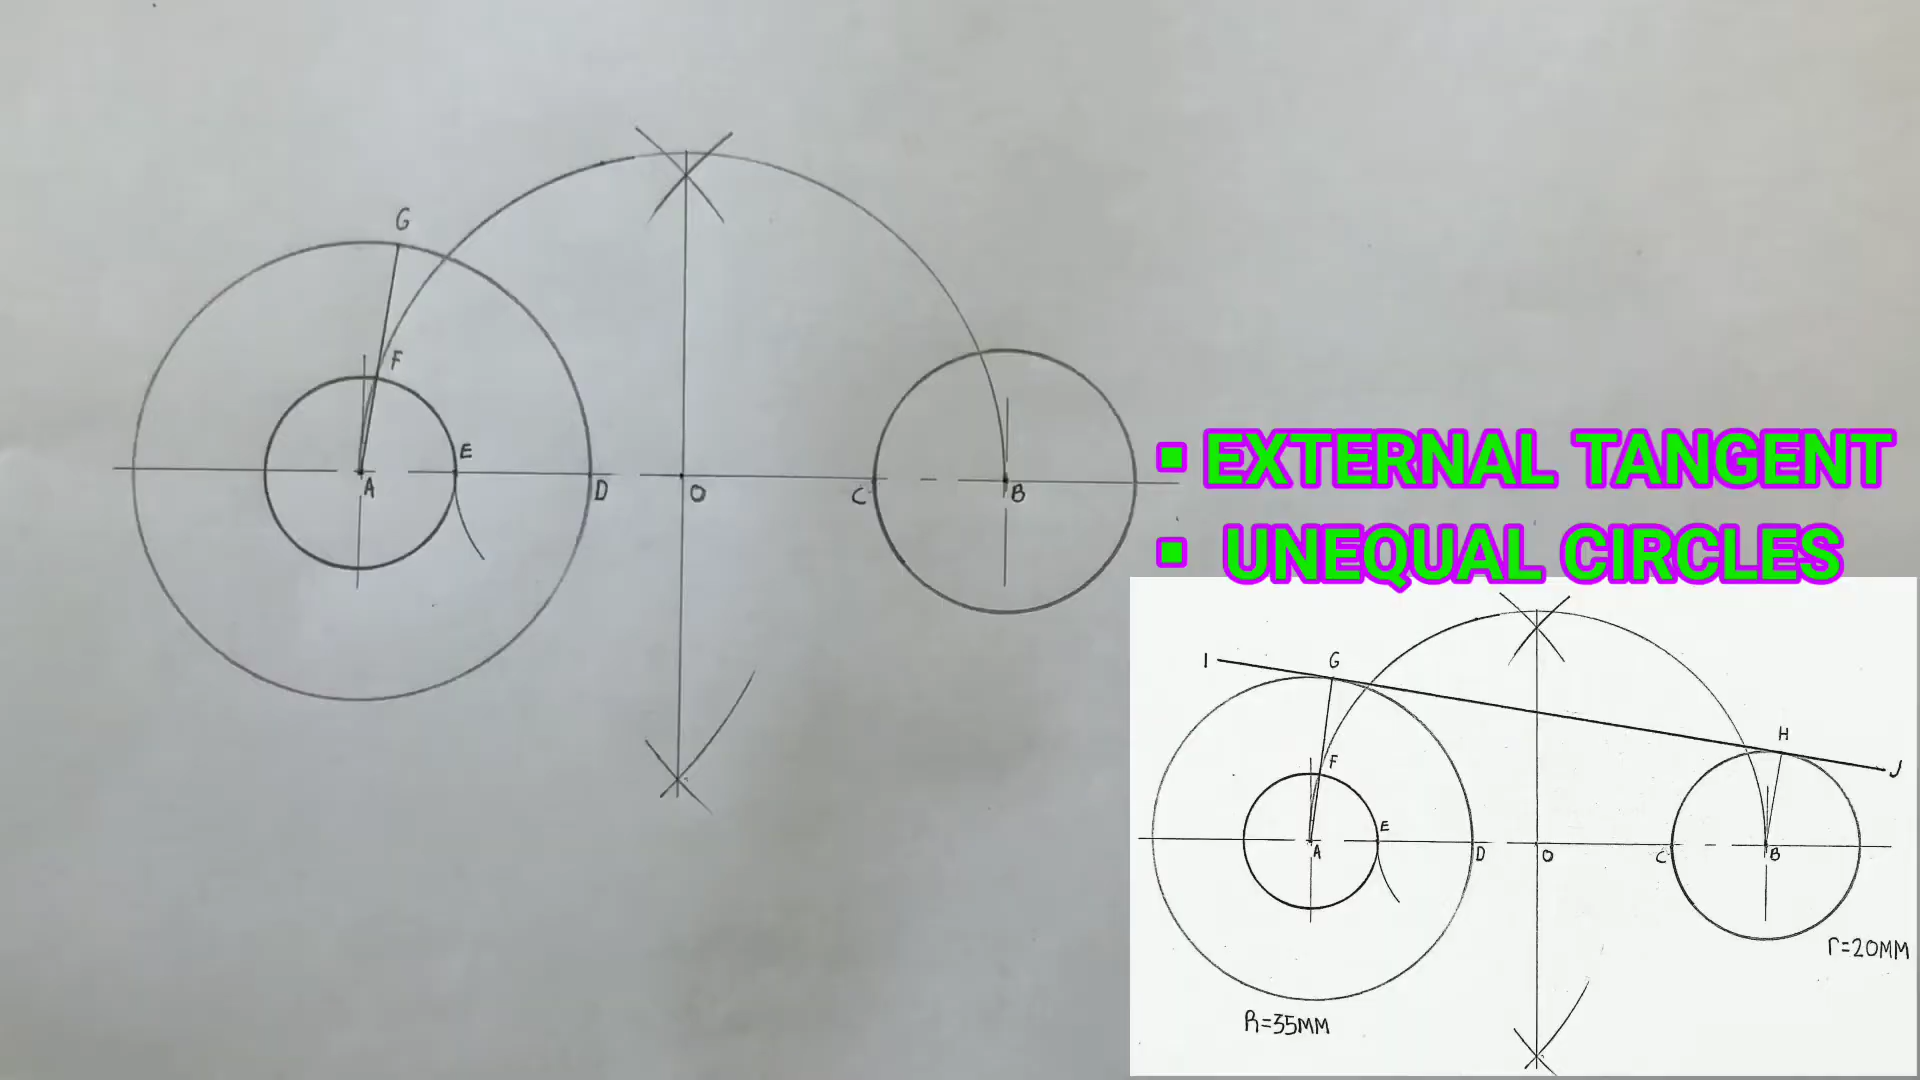 G
F
E
A
D
O
C
B
▪ EXTERNAL TANGENT
▪ UNEQUAL CIRCLES
I
G
H
J
F
E
A
D
O
C
B
r=20MM
R=35MM